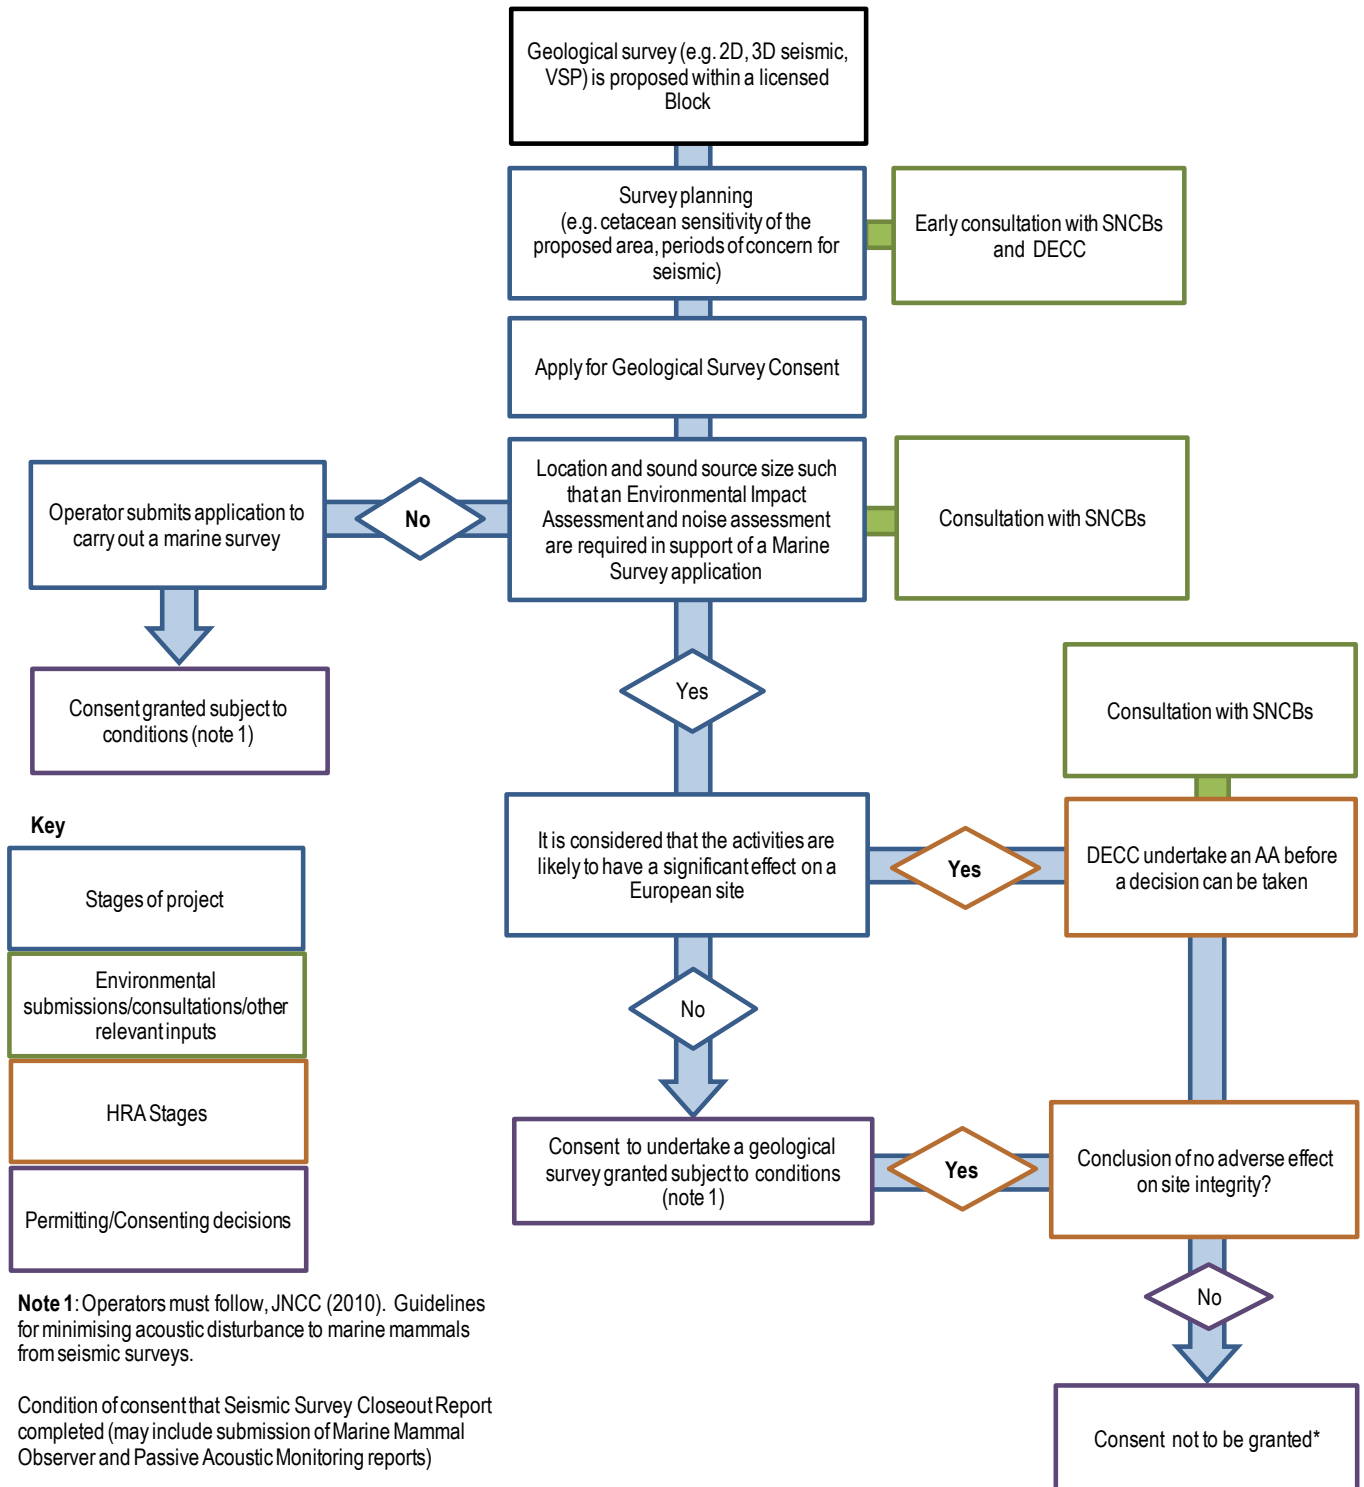 Geological survey (e.g. 2D, 3D seismic,
VSP) is proposed within a licensed
Block
Survey planning
(e.g. cetacean sensitivity of the
proposed area, periods of concern for
seismic)
Early consultation with SNCBs
and DECC
Apply for Geological Survey Consent
Location and sound source size such
that an Environmental Impact
Assessment and noise assessment
are required in support of a Marine
Survey application
Consultation with SNCBs
No
Operator submits application to
carry out a marine survey
Consent granted subject to
conditions (note 1)
Yes
Consultation with SNCBs
It is considered that the activities are
likely to have a significant effect on a
European site
Yes
DECC undertake an AA before
a decision can be taken
No
Consent to undertake a geological
survey granted subject to conditions
(note 1)
Yes
Conclusion of no adverse effect
on site integrity?
No
Consent not to be granted*
Key
Stages of project
Environmental
submissions/consultations/other
relevant inputs
HRA Stages
Permitting/Consenting decisions
Note 1: Operators must follow, JNCC (2010). Guidelines
for minimising acoustic disturbance to marine mammals
from seismic surveys.
Condition of consent that Seismic Survey Closeout Report
completed (may include submission of Marine Mammal
Observer and Passive Acoustic Monitoring reports)